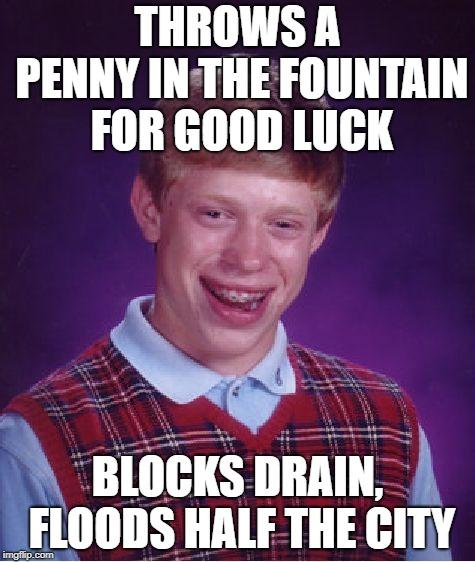 THROWS A
PENNY IN THE FOUNTAIN
FOR GOOD LUCK
BLOCKS DRAIN,
FLOODS HALF THE CITY
imgflip.com